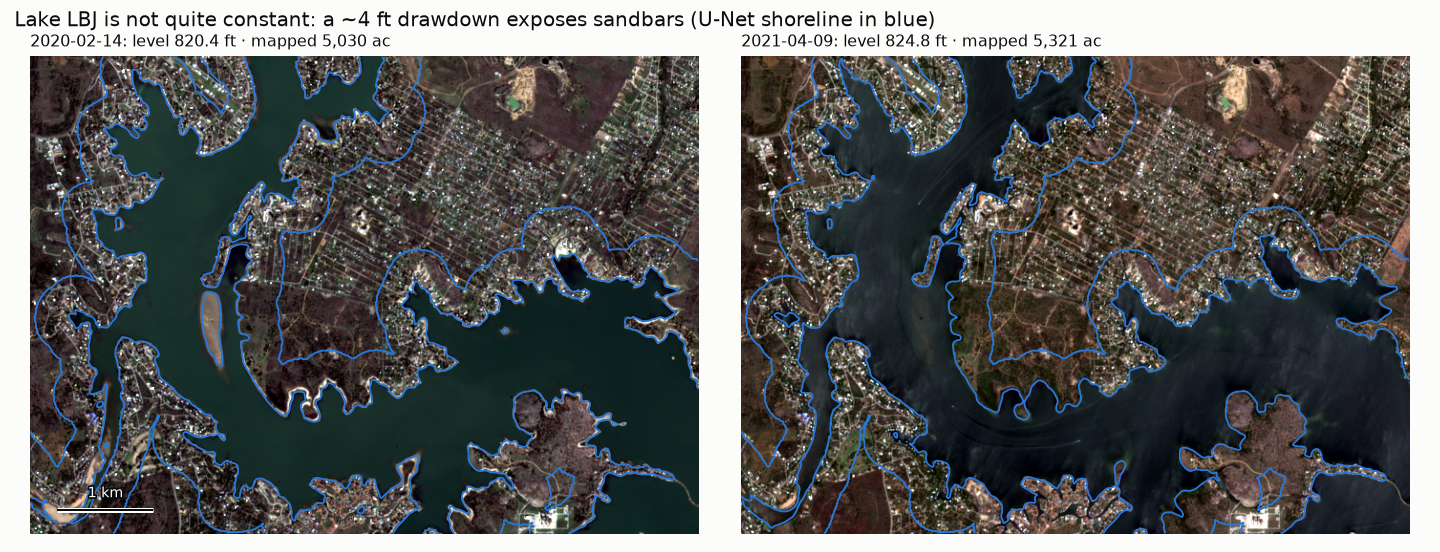 Lake LBJ is not quite constant: a ~4 ft drawdown exposes sandbars (U-Net shoreline in blue)
2020-02-14: level 820.4 ft · mapped 5,030 ac
2021-04-09: level 824.8 ft · mapped 5,321 ac
1 km